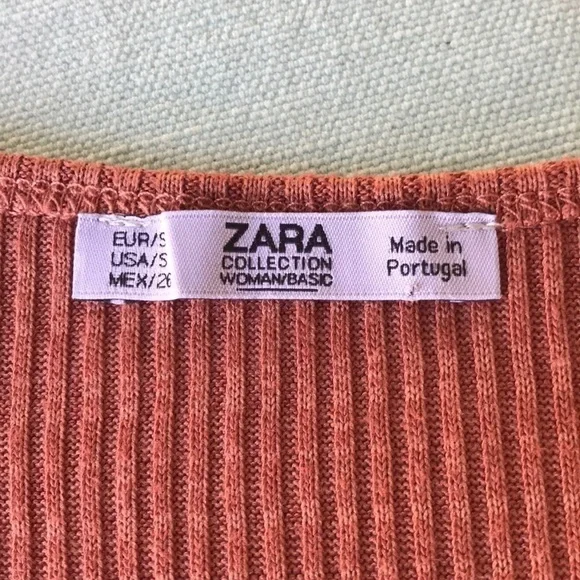 EUR/S
USA/S
MEX/26
ZARA
COLLECTION
WOMAN/BASIC
Made in
Portugal